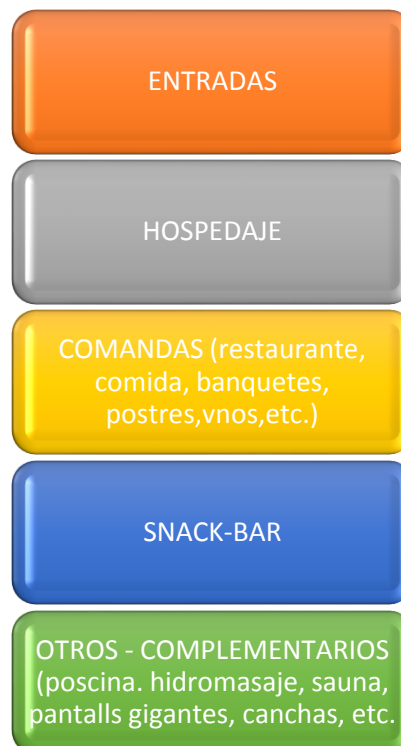 ENTRADAS
HOSPEDAJE
COMANDAS (restaurante,
comida, banquetes,
postres,vnos,etc.)
SNACK-BAR
OTROS - COMPLEMENTARIOS
(poscina. hidromasaje, sauna,
pantalls gigantes, canchas, etc.